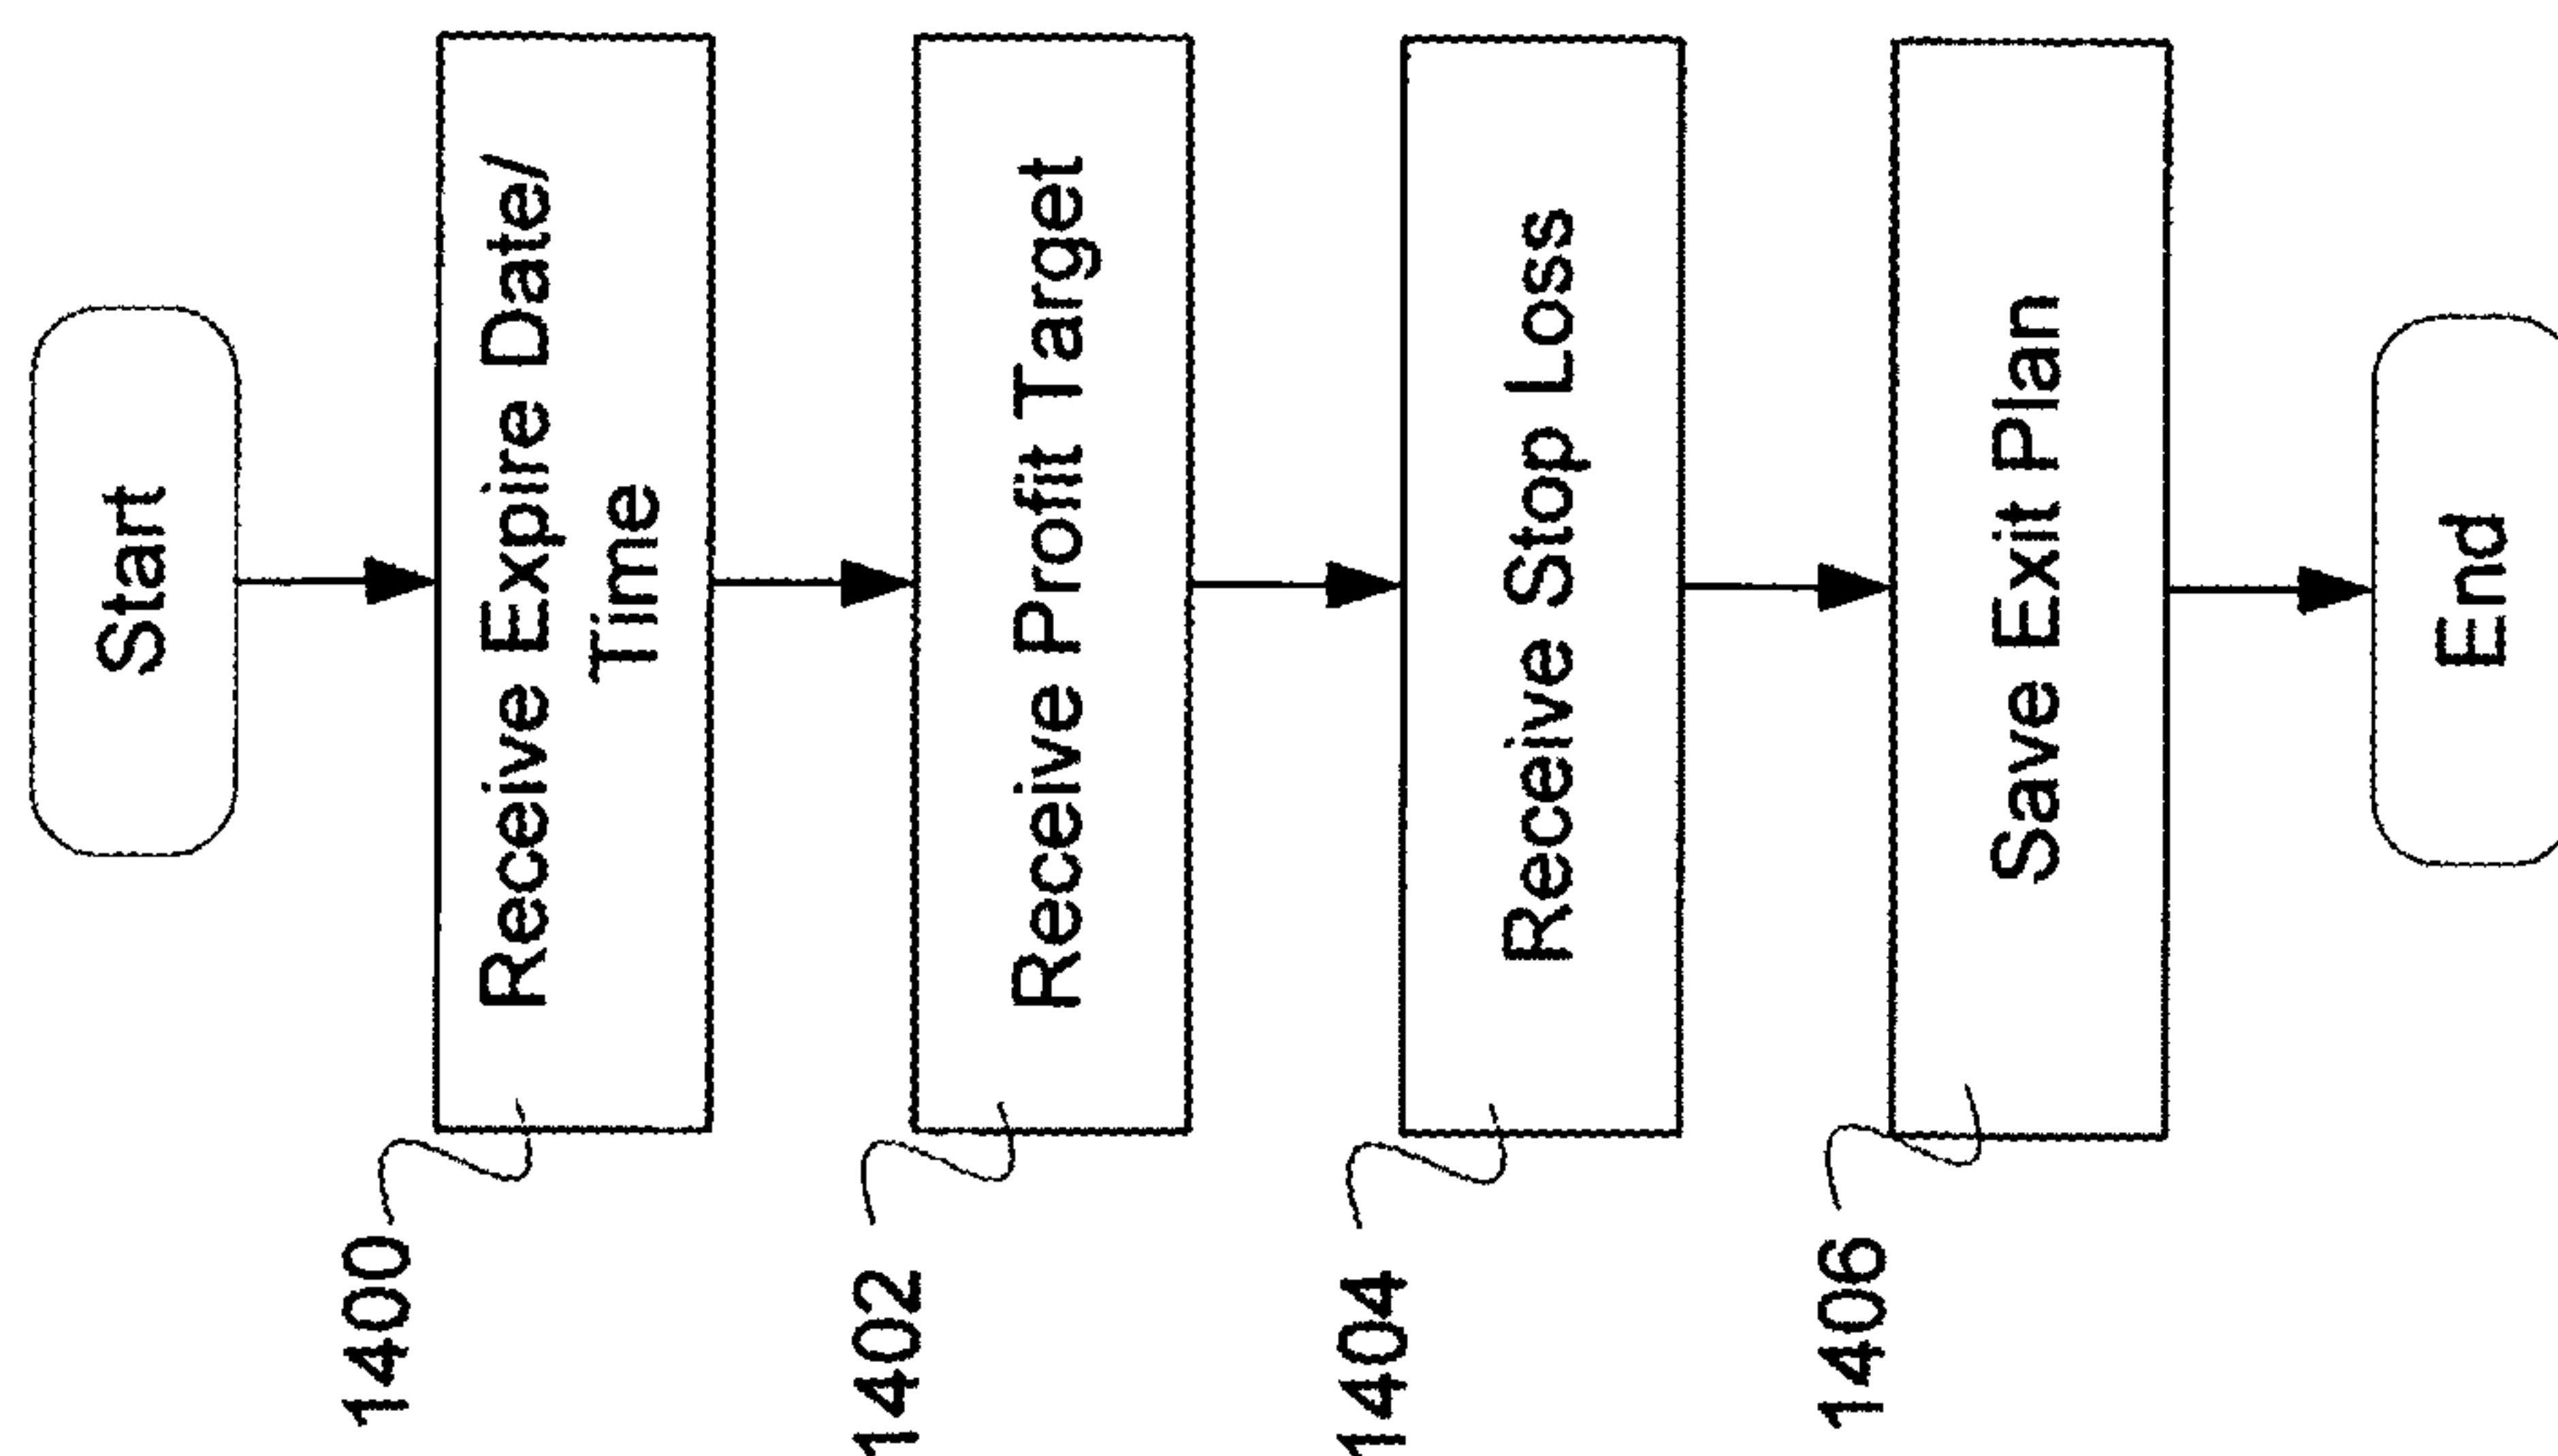 Start
1400
Receive Expire Date/
Time
1402
Receive Profit Target
1404
Receive Stop Loss
1406
Save Exit Plan
End